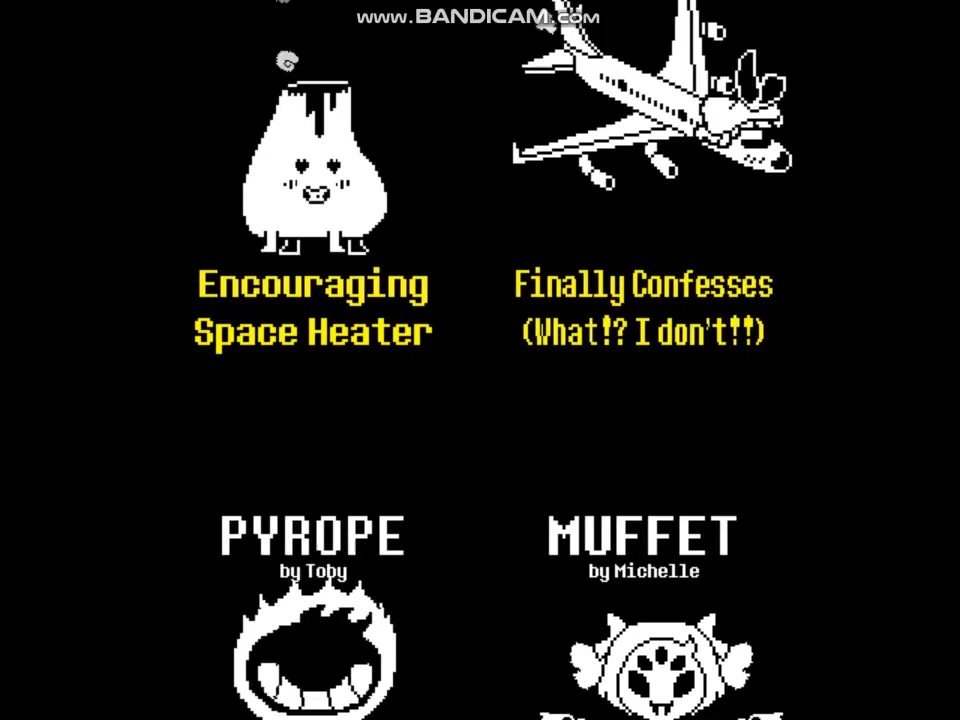 www.BANDICAM.com
Encouraging
Space Heater
Finally Confesses
(What!? I don't!!)
PYROPE
by Toby
MUFFET
by Michelle